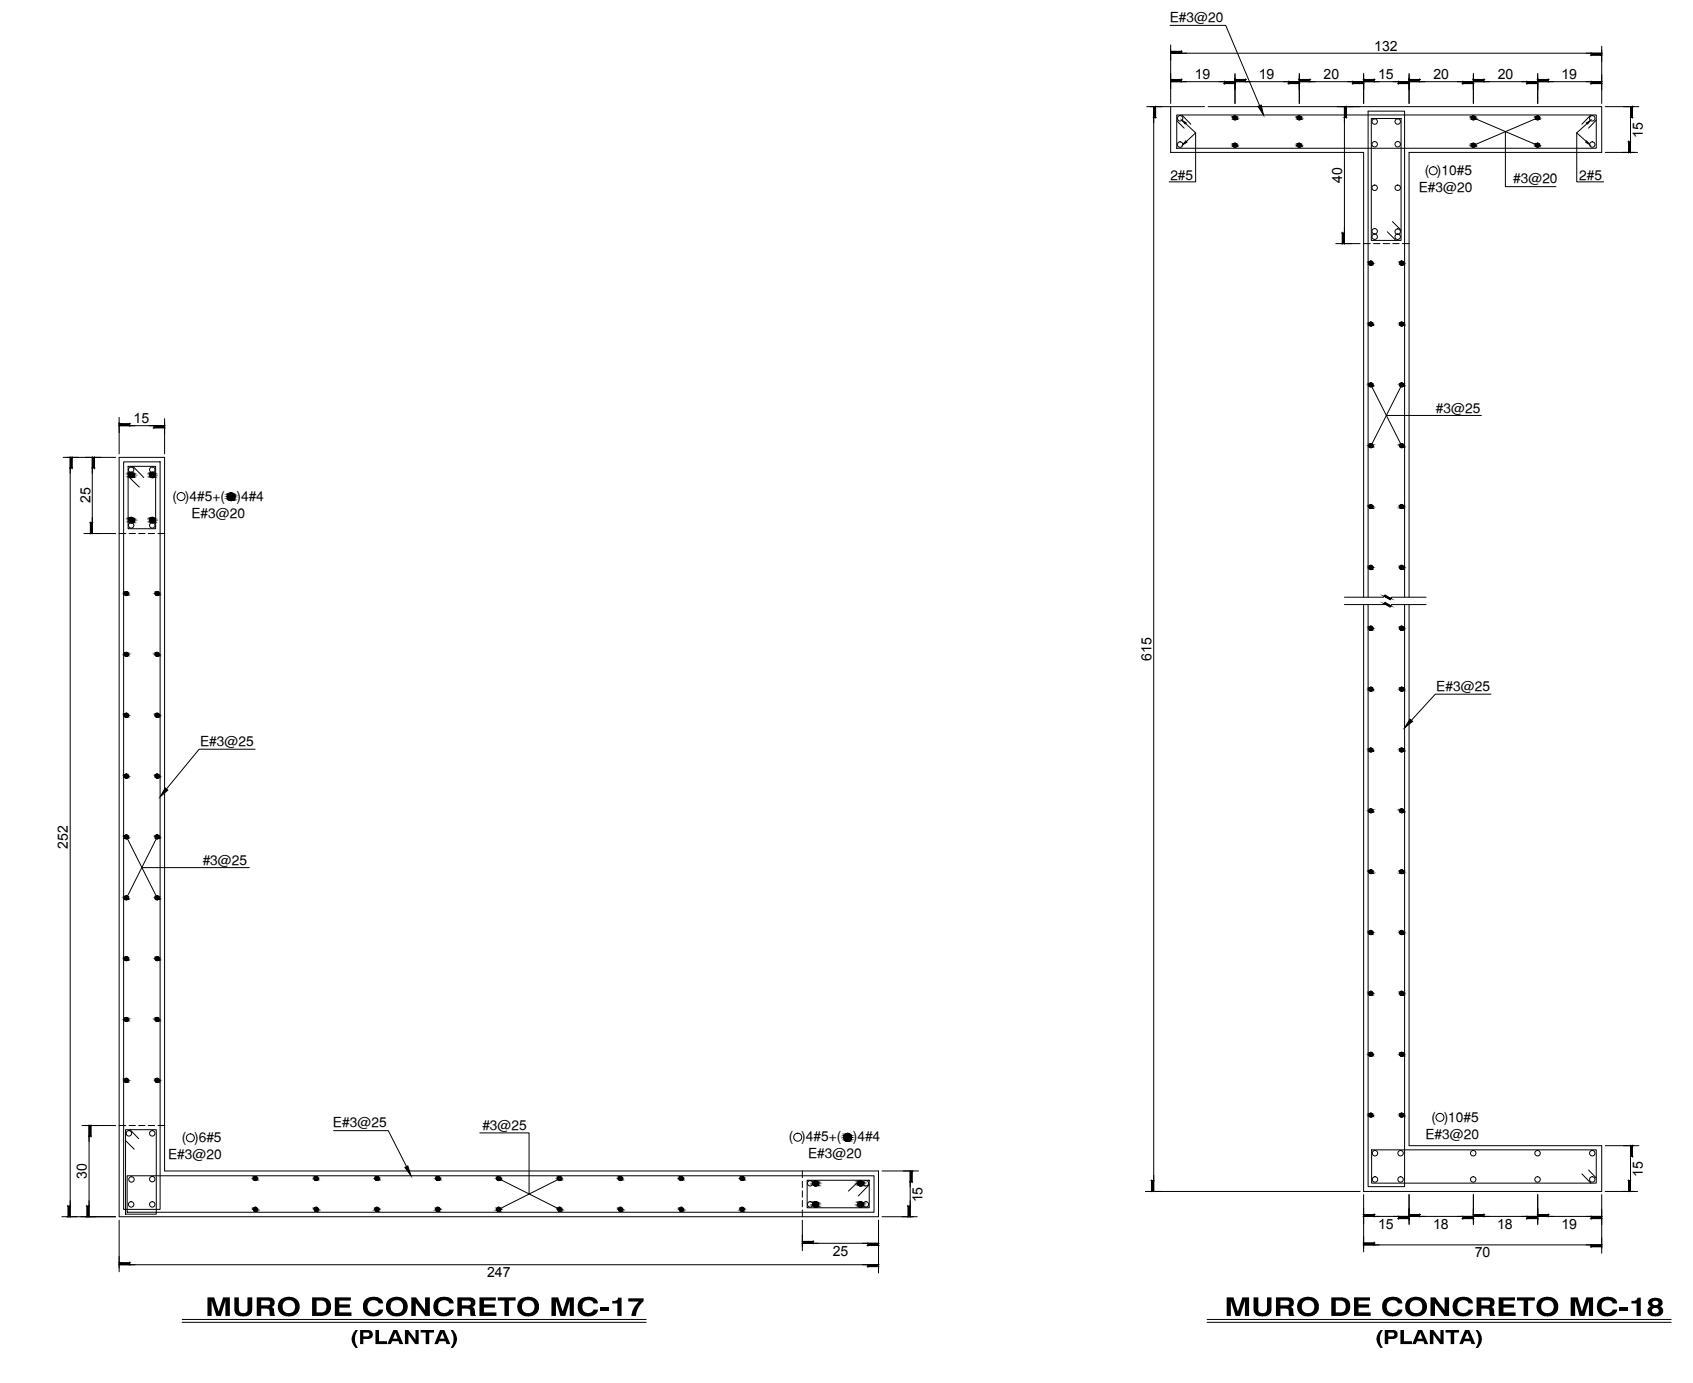 15
25
(○)4#5+(●)4#4
E#3@20
252
E#3@25
#3@25
30
(○)6#5
E#3@20
E#3@25
#3@25
(○)4#5+(●)4#4
E#3@20
15
25
247
MURO DE CONCRETO MC-17
(PLANTA)
E#3@20
132
19 19 20 15 20 20 19
15
40
2#5
(○)10#5
E#3@20
#3@20
2#5
#3@25
615
E#3@25
(○)10#5
E#3@20
15
15 18 18 19
70
MURO DE CONCRETO MC-18
(PLANTA)